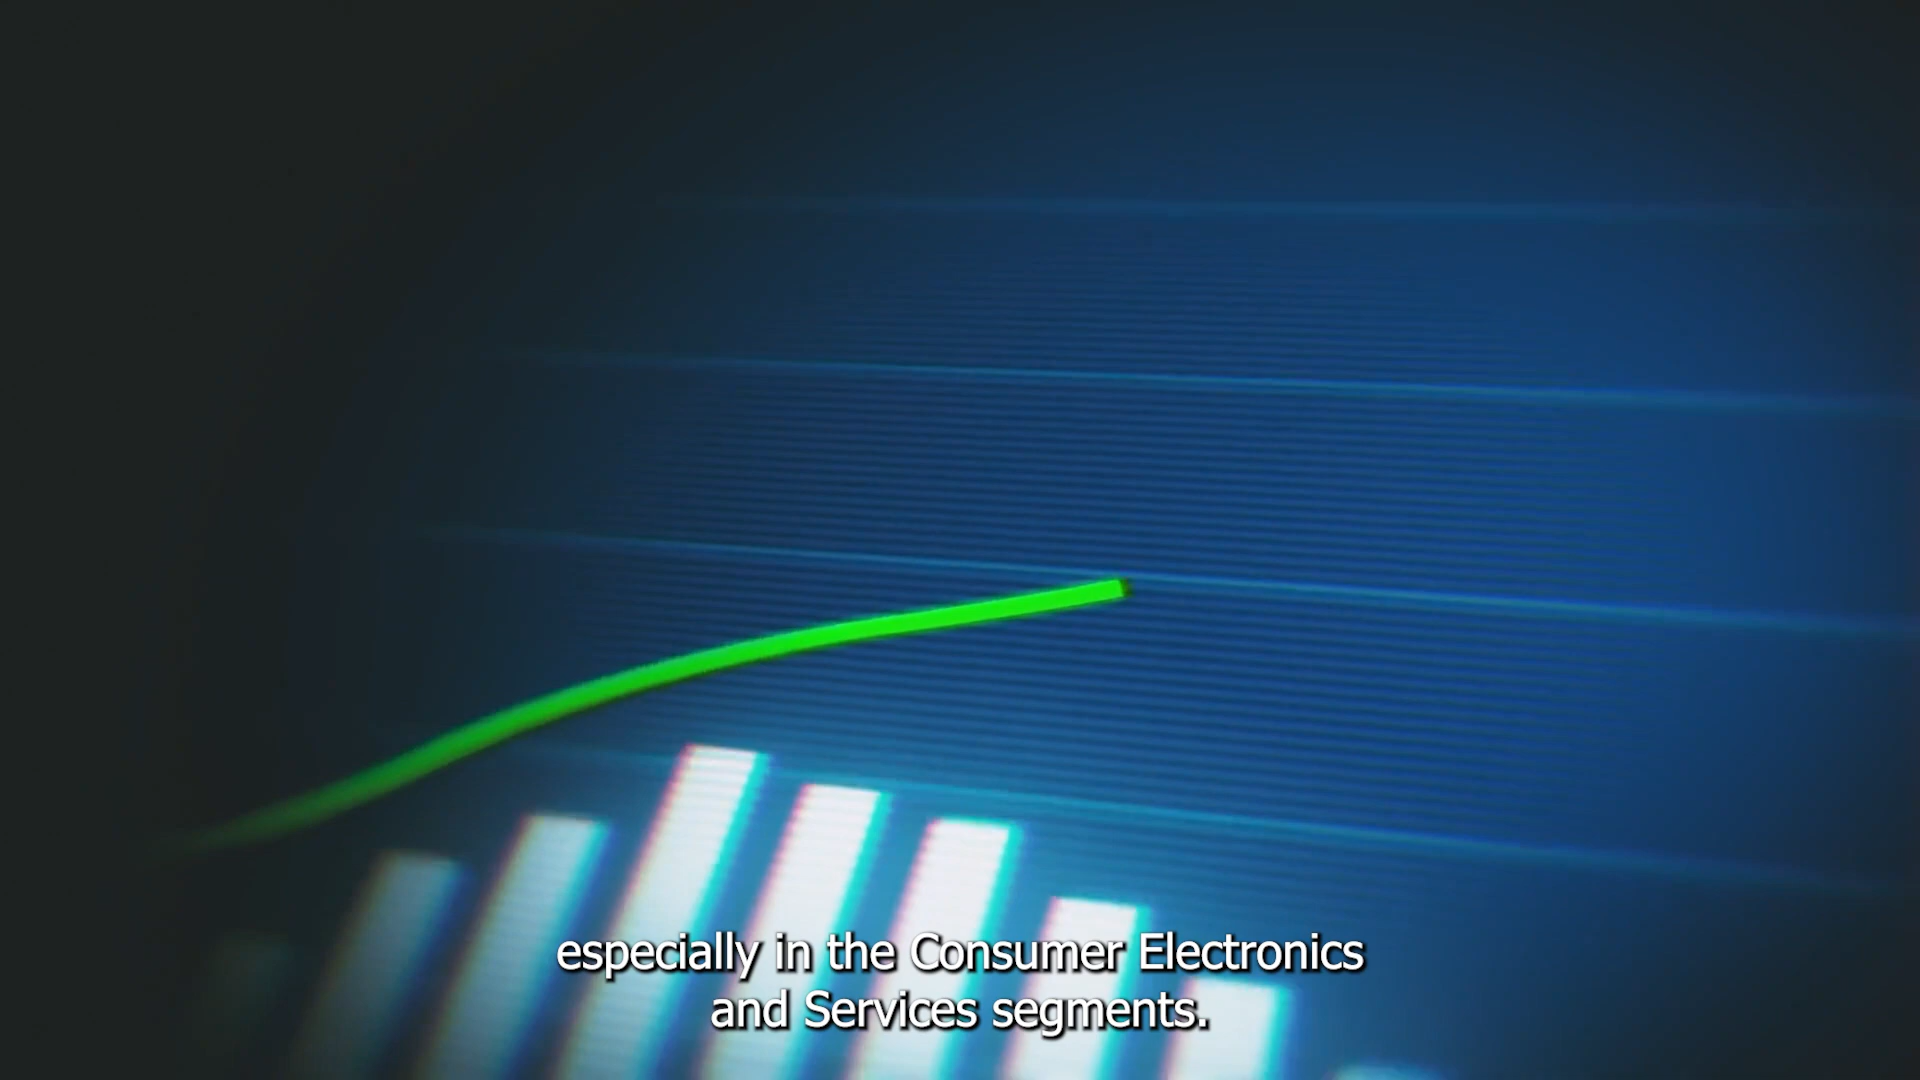 especially in the Consumer Electronics
and Services segments.